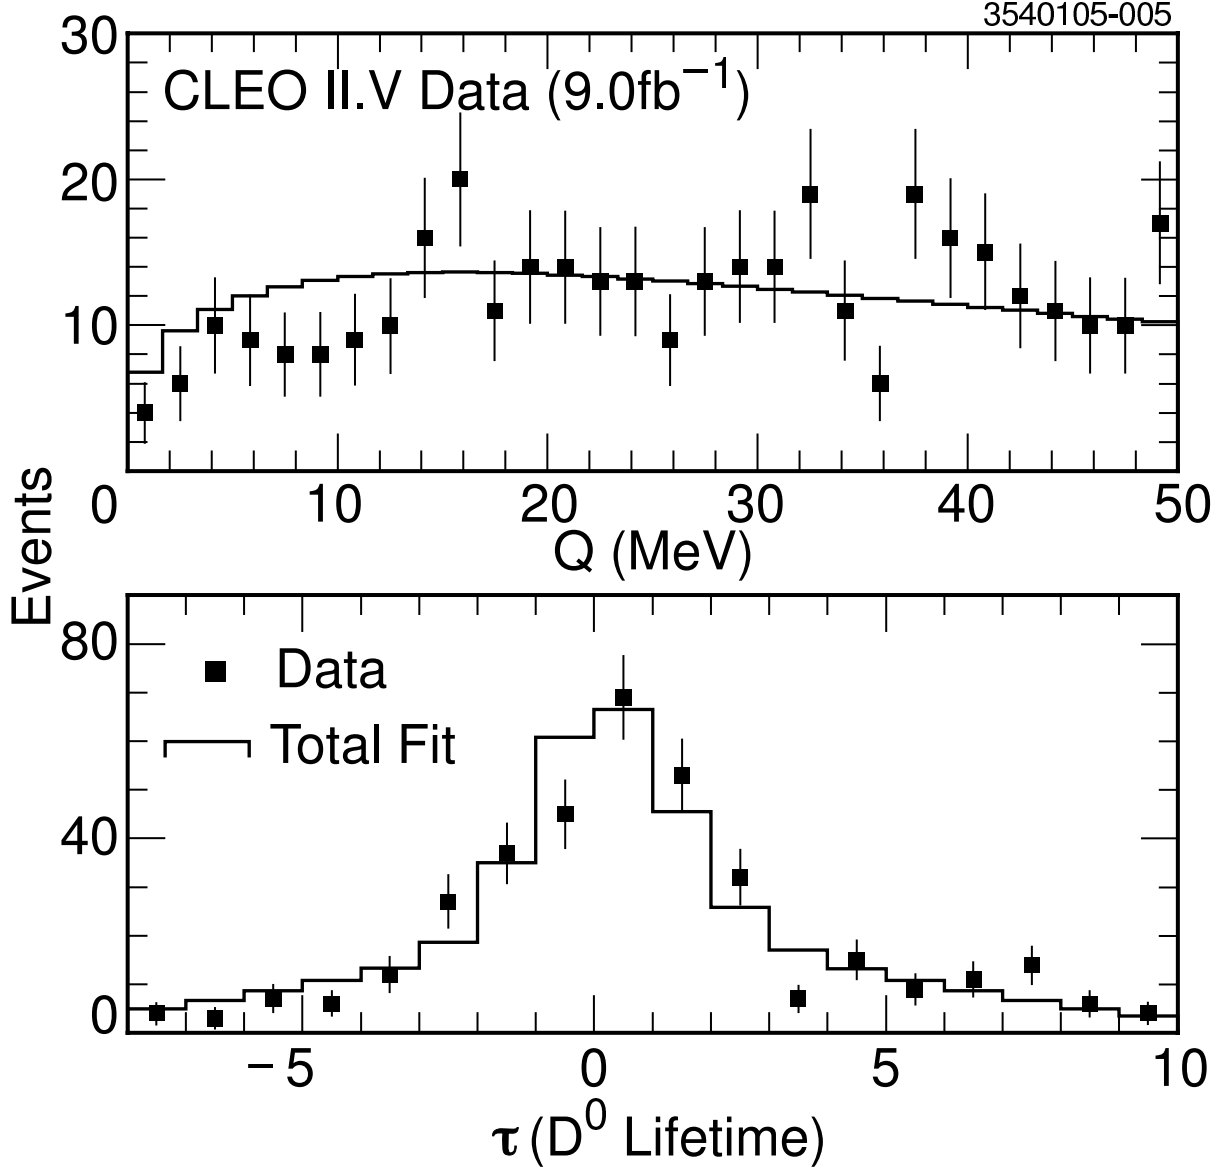 3540105-005
30
CLEO II.V Data (9.0fb⁻¹)
20
10
0 10 20 30 40 50
Q (MeV)
Events
80
Data
Total Fit
40
0
−5 0 5 10
τ (D⁰ Lifetime)